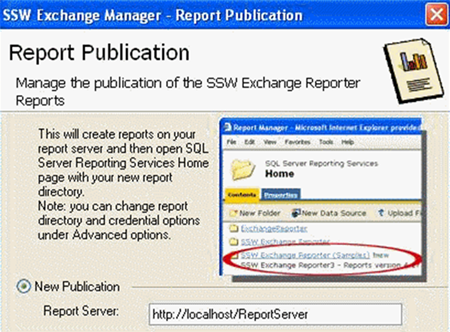 SSW Exchange Manager - Report Publication
Report Publication
Manage the publication of the SSW Exchange Reporter
Reports
This will create reports on your
report server and then open SQL
Server Reporting Services Home
page with your new report
directory.
Note: you can change report
directory and credential options
under Advanced options.
Report Manager - Microsoft Internet Explorer provided
File Edit View Favorites Tools Help
SQL Server Reporting Services
Home
Contents Properties
New Folder New Data Source Upload F
ExchangeReporter
SSW Exchange Reporter
SSW Exchange Reporter (Samples) !New
SSW Exchange Reporter3 - Reports version
New Publication
Report Server: http://localhost/ReportServer